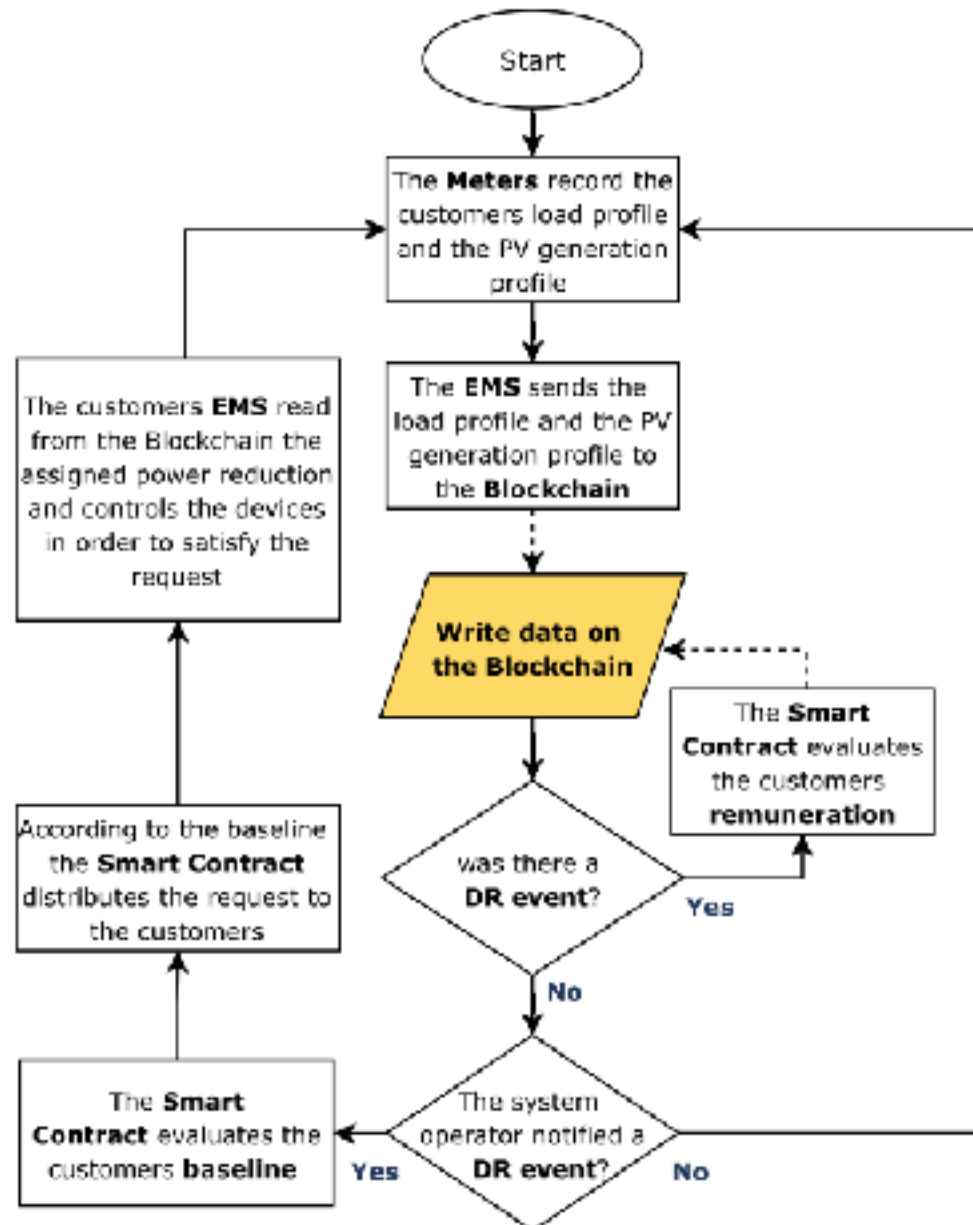 Start
The Meters record the
customers load profile
and the PV generation
profile
The EMS sends the
load profile and the PV
generation profile to
the Blockchain
The customers EMS read
from the Blockchain the
assigned power reduction
and controls the devices
in order to satisfy the
request
Write data on
the Blockchain
The Smart
Contract evaluates
the customers
remuneration
According to the baseline
the Smart Contract
distributes the request to
the customers
was there a
DR event?
Yes
No
The Smart
Contract evaluates the
customers baseline
The system
operator notified a
DR event?
Yes
No